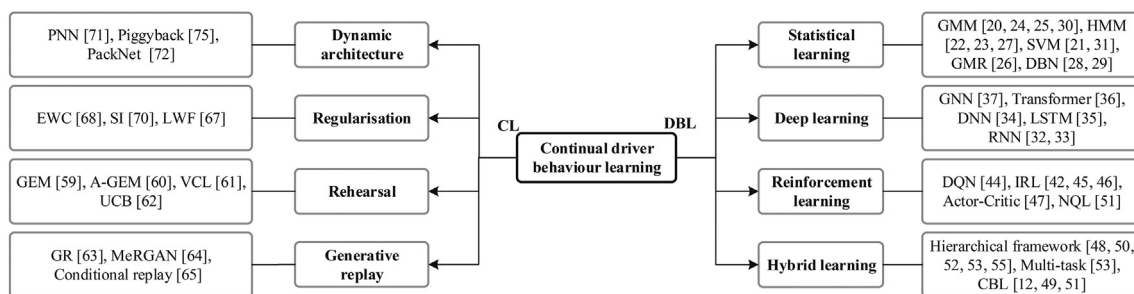 PNN [71], Piggyback [75],
PackNet [72]
Dynamic
architecture
EWC [68], SI [70], LWF [67]
Regularisation
GEM [59], A-GEM [60], VCL [61],
UCB [62]
Rehearsal
GR [63], MeRGAN [64],
Conditional replay [65]
Generative
replay
CL
Continual driver
behaviour learning
DBL
Statistical
learning
GMM [20, 24, 25, 30], HMM
[22, 23, 27], SVM [21, 31],
GMR [26], DBN [28, 29]
Deep learning
GNN [37], Transformer [36],
DNN [34], LSTM [35],
RNN [32, 33]
Reinforcement
learning
DQN [44], IRL [42, 45, 46],
Actor-Critic [47], NQL [51]
Hybrid learning
Hierarchical framework [48, 50,
52, 53, 55], Multi-task [53],
CBL [12, 49, 51]